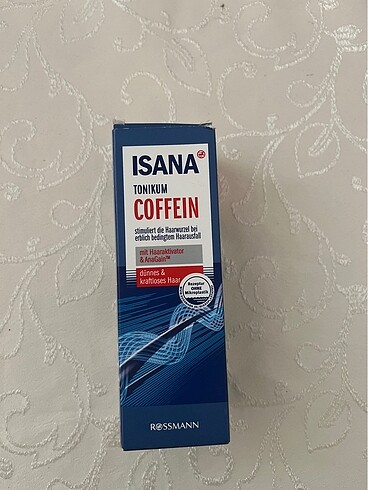 ISANA
TONIKUM
COFFEIN
stimuliert die Haarwurzel bei
erblich bedingtem Haarausfall
mit Haaraktivator
& AnaGain™
dünnes &
kraftloses Haar
Rezeptur
OHNE
Mikroplastik
ROSSMANN